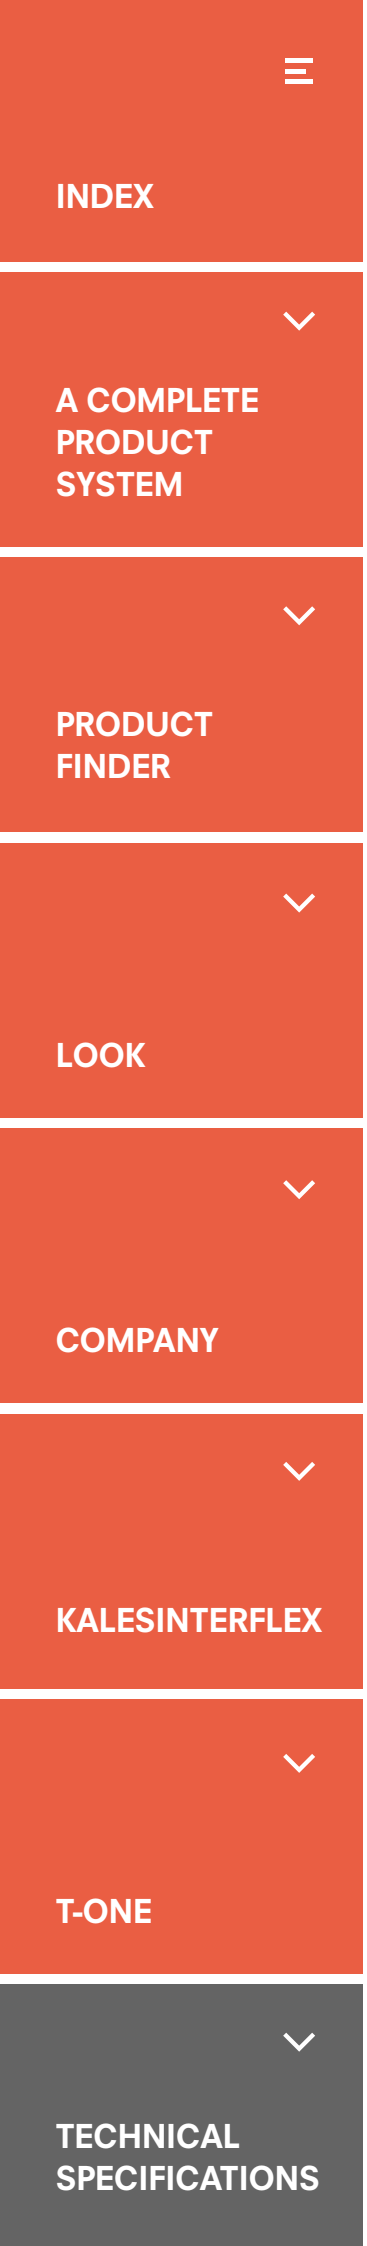 INDEX
A COMPLETE
PRODUCT
SYSTEM
PRODUCT
FINDER
LOOK
COMPANY
KALESINTERFLEX
T-ONE
TECHNICAL
SPECIFICATIONS